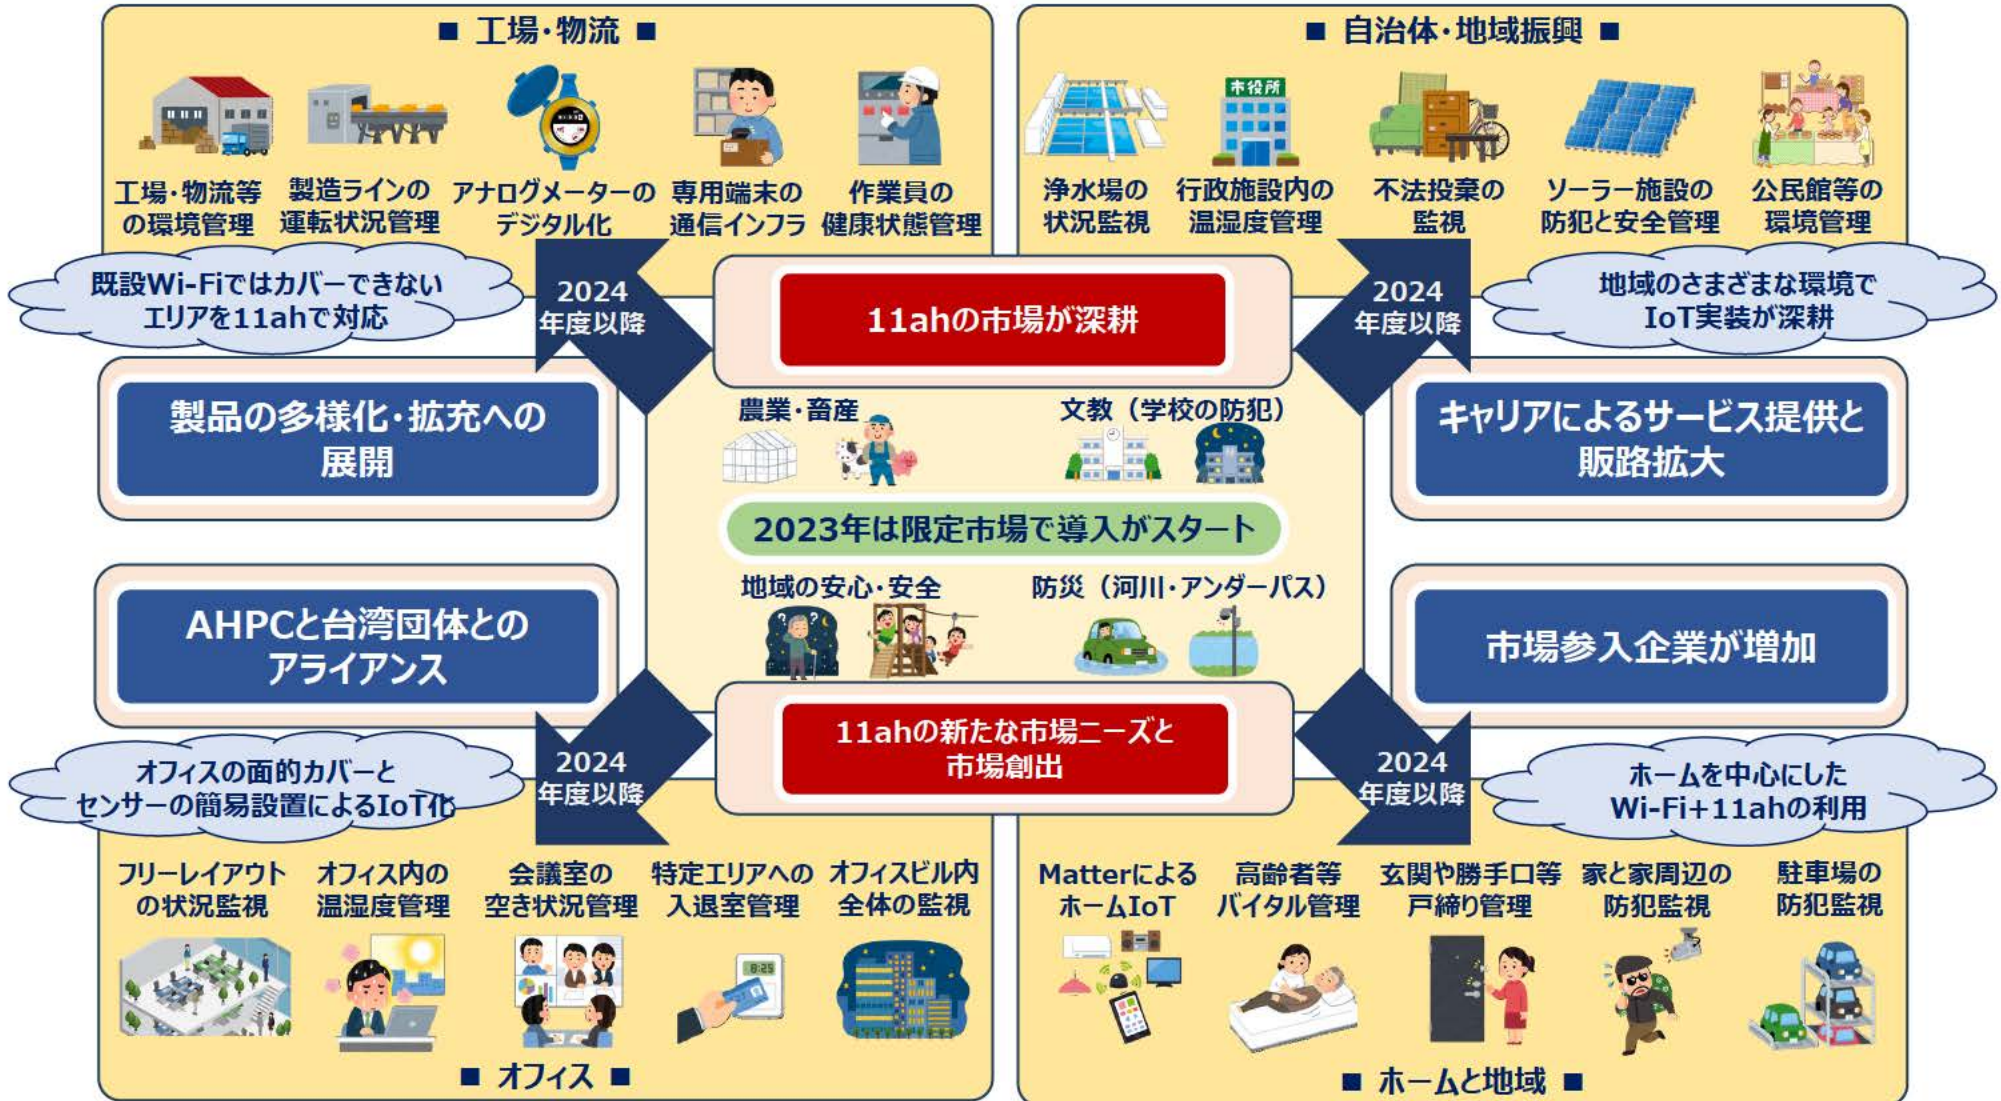 ■ 工場・物流 ■
工場・物流等
の環境管理
製造ラインの
運転状況管理
アナログメーターの
デジタル化
専用端末の
通信インフラ
作業員の
健康状態管理
■ 自治体・地域振興 ■
市役所
浄水場の
状況監視
行政施設内の
温湿度管理
不法投棄の
監視
ソーラー施設の
防犯と安全管理
公民館等の
環境管理
既設Wi-Fiではカバーできない
エリアを11ahで対応
2024
年度以降
11ahの市場が深耕
2024
年度以降
地域のさまざまな環境で
IoT実装が深耕
製品の多様化・拡充への
展開
農業・畜産
文教（学校の防犯）
キャリアによるサービス提供と
販路拡大
2023年は限定市場で導入がスタート
AHPCと台湾団体との
アライアンス
地域の安心・安全
防災（河川・アンダーパス）
市場参入企業が増加
オフィスの面的カバーと
センサーの簡易設置によるIoT化
2024
年度以降
11ahの新たな市場ニーズと
市場創出
2024
年度以降
ホームを中心にした
Wi-Fi+11ahの利用
フリーレイアウト
の状況監視
オフィス内の
温湿度管理
会議室の
空き状況管理
特定エリアへの
入退室管理
オフィスビル内
全体の監視
8:25
■ オフィス ■
Matterによる
ホームIoT
高齢者等
バイタル管理
玄関や勝手口等
戸締り管理
家と家周辺の
防犯監視
駐車場の
防犯監視
■ ホームと地域 ■